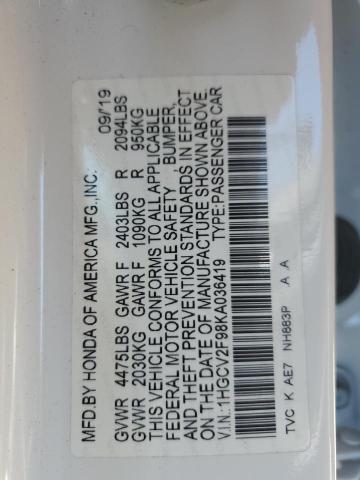 MFD.BY HONDA OF AMERICA MFG.,INC. 09/'19
GVWR 4475LBS GAWR F 2403LBS R 2094LBS
GVWR 2030KG GAWR F 1090KG R 950KG
THIS VEHICLE CONFORMS TO ALL APPLICABLE
FEDERAL MOTOR VEHICLE SAFETY , BUMPER,
AND THEFT PREVENTION STANDARDS IN EFFECT
ON THE DATE OF MANUFACTURE SHOWN ABOVE.
V.I.N.:1HGCV2F98KA036419 TYPE:PASSENGER CAR
TVC K AE7 NH883P A A